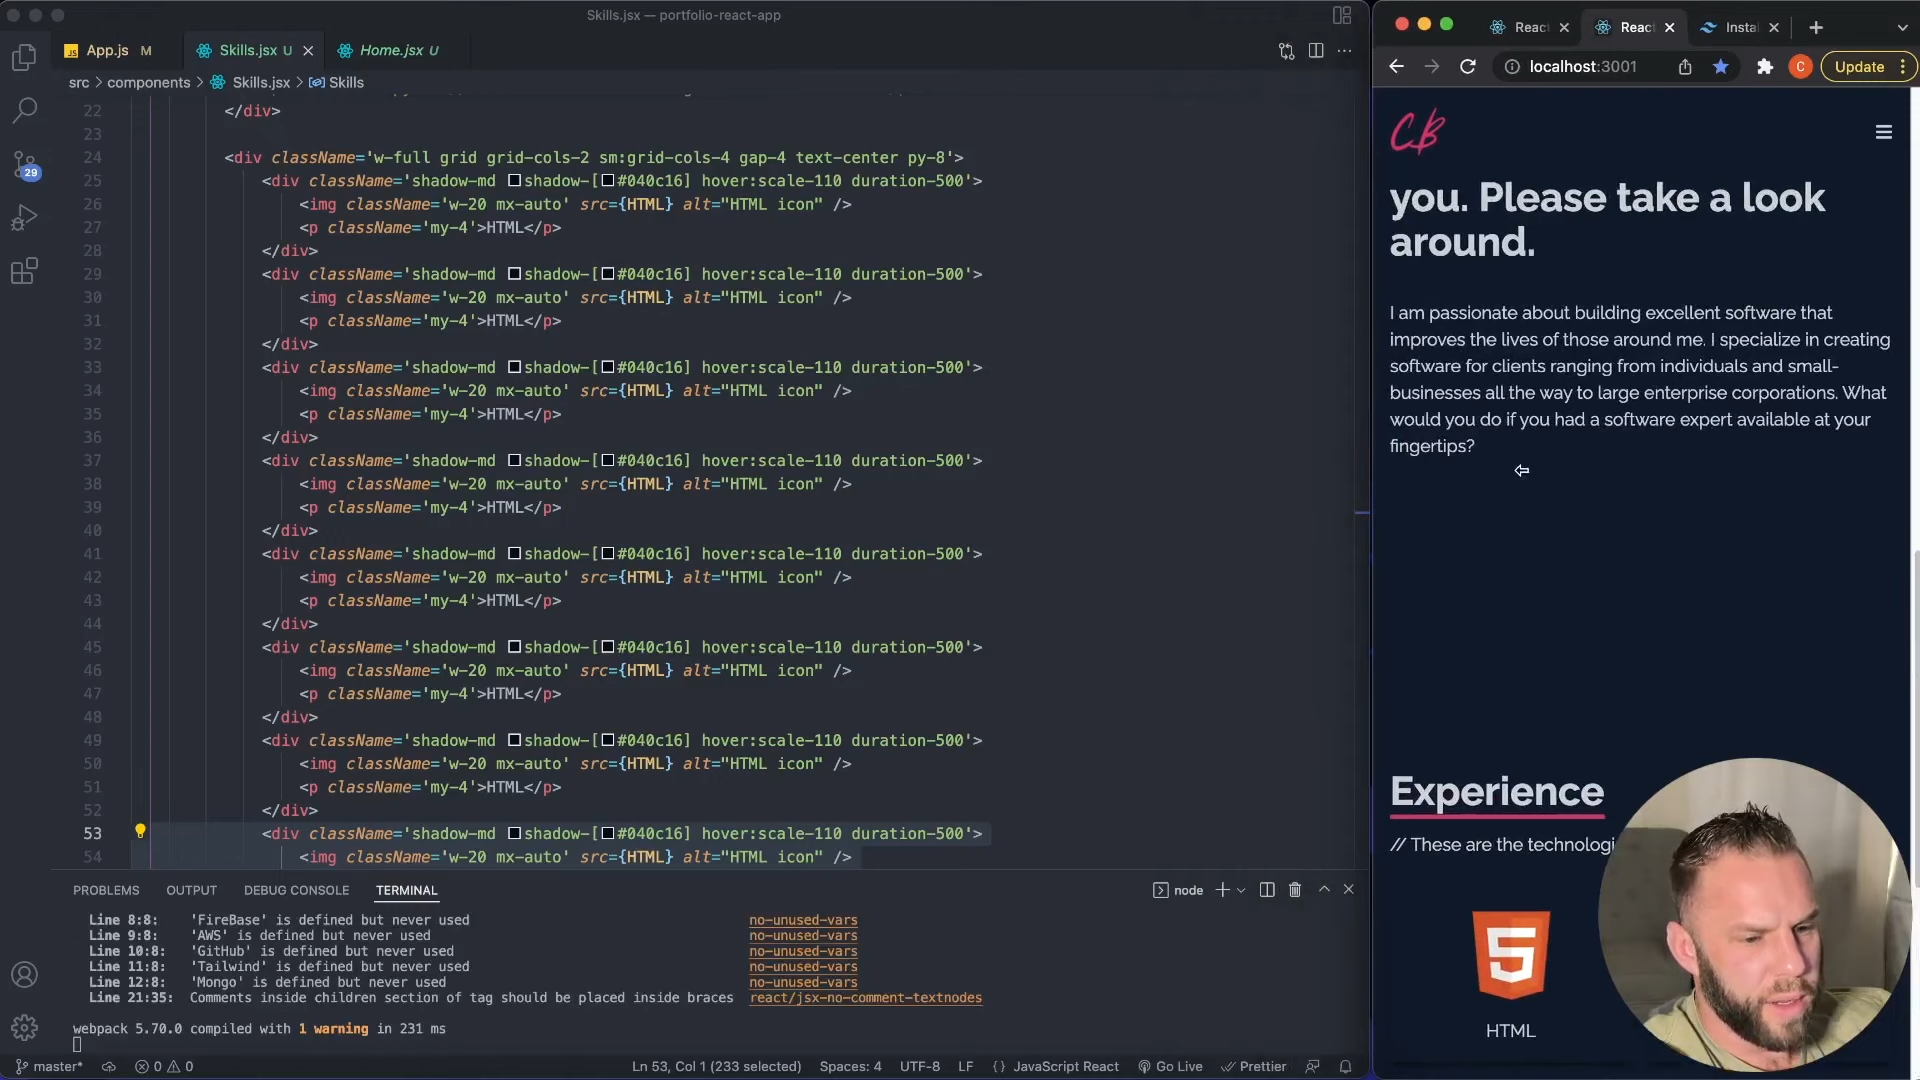 Skills.jsx — portfolio-react-app
App.js M
Skills.jsx U
Home.jsx U
src > components > Skills.jsx > Skills
22 </div>
23
24 <div className='w-full grid grid-cols-2 sm:grid-cols-4 gap-4 text-center py-8'>
25 <div className='shadow-md shadow-[#040c16] hover:scale-110 duration-500'>
26 <img className='w-20 mx-auto' src={HTML} alt="HTML icon" />
27 <p className='my-4'>HTML</p>
28 </div>
29 <div className='shadow-md shadow-[#040c16] hover:scale-110 duration-500'>
30 <img className='w-20 mx-auto' src={HTML} alt="HTML icon" />
31 <p className='my-4'>HTML</p>
32 </div>
33 <div className='shadow-md shadow-[#040c16] hover:scale-110 duration-500'>
34 <img className='w-20 mx-auto' src={HTML} alt="HTML icon" />
35 <p className='my-4'>HTML</p>
36 </div>
37 <div className='shadow-md shadow-[#040c16] hover:scale-110 duration-500'>
38 <img className='w-20 mx-auto' src={HTML} alt="HTML icon" />
39 <p className='my-4'>HTML</p>
40 </div>
41 <div className='shadow-md shadow-[#040c16] hover:scale-110 duration-500'>
42 <img className='w-20 mx-auto' src={HTML} alt="HTML icon" />
43 <p className='my-4'>HTML</p>
44 </div>
45 <div className='shadow-md shadow-[#040c16] hover:scale-110 duration-500'>
46 <img className='w-20 mx-auto' src={HTML} alt="HTML icon" />
47 <p className='my-4'>HTML</p>
48 </div>
49 <div className='shadow-md shadow-[#040c16] hover:scale-110 duration-500'>
50 <img className='w-20 mx-auto' src={HTML} alt="HTML icon" />
51 <p className='my-4'>HTML</p>
52 </div>
53 <div className='shadow-md shadow-[#040c16] hover:scale-110 duration-500'>
54 <img className='w-20 mx-auto' src={HTML} alt="HTML icon" />
29
PROBLEMS OUTPUT DEBUG CONSOLE TERMINAL
node
Line 8:8: 'FireBase' is defined but never used no-unused-vars
Line 9:8: 'AWS' is defined but never used no-unused-vars
Line 10:8: 'GitHub' is defined but never used no-unused-vars
Line 11:8: 'Tailwind' is defined but never used no-unused-vars
Line 12:8: 'Mongo' is defined but never used no-unused-vars
Line 21:35: Comments inside children section of tag should be placed inside braces react/jsx-no-comment-textnodes
webpack 5.70.0 compiled with 1 warning in 231 ms
master* 0 0 Ln 53, Col 1 (233 selected) Spaces: 4 UTF-8 LF {} JavaScript React Go Live Prettier
React
React
Insta
localhost:3001
C
Update
CB
you. Please take a look
around.
I am passionate about building excellent software that
improves the lives of those around me. I specialize in creating
software for clients ranging from individuals and small-
businesses all the way to large enterprise corporations. What
would you do if you had a software expert available at your
fingertips?
Experience
// These are the technologi
5
HTML